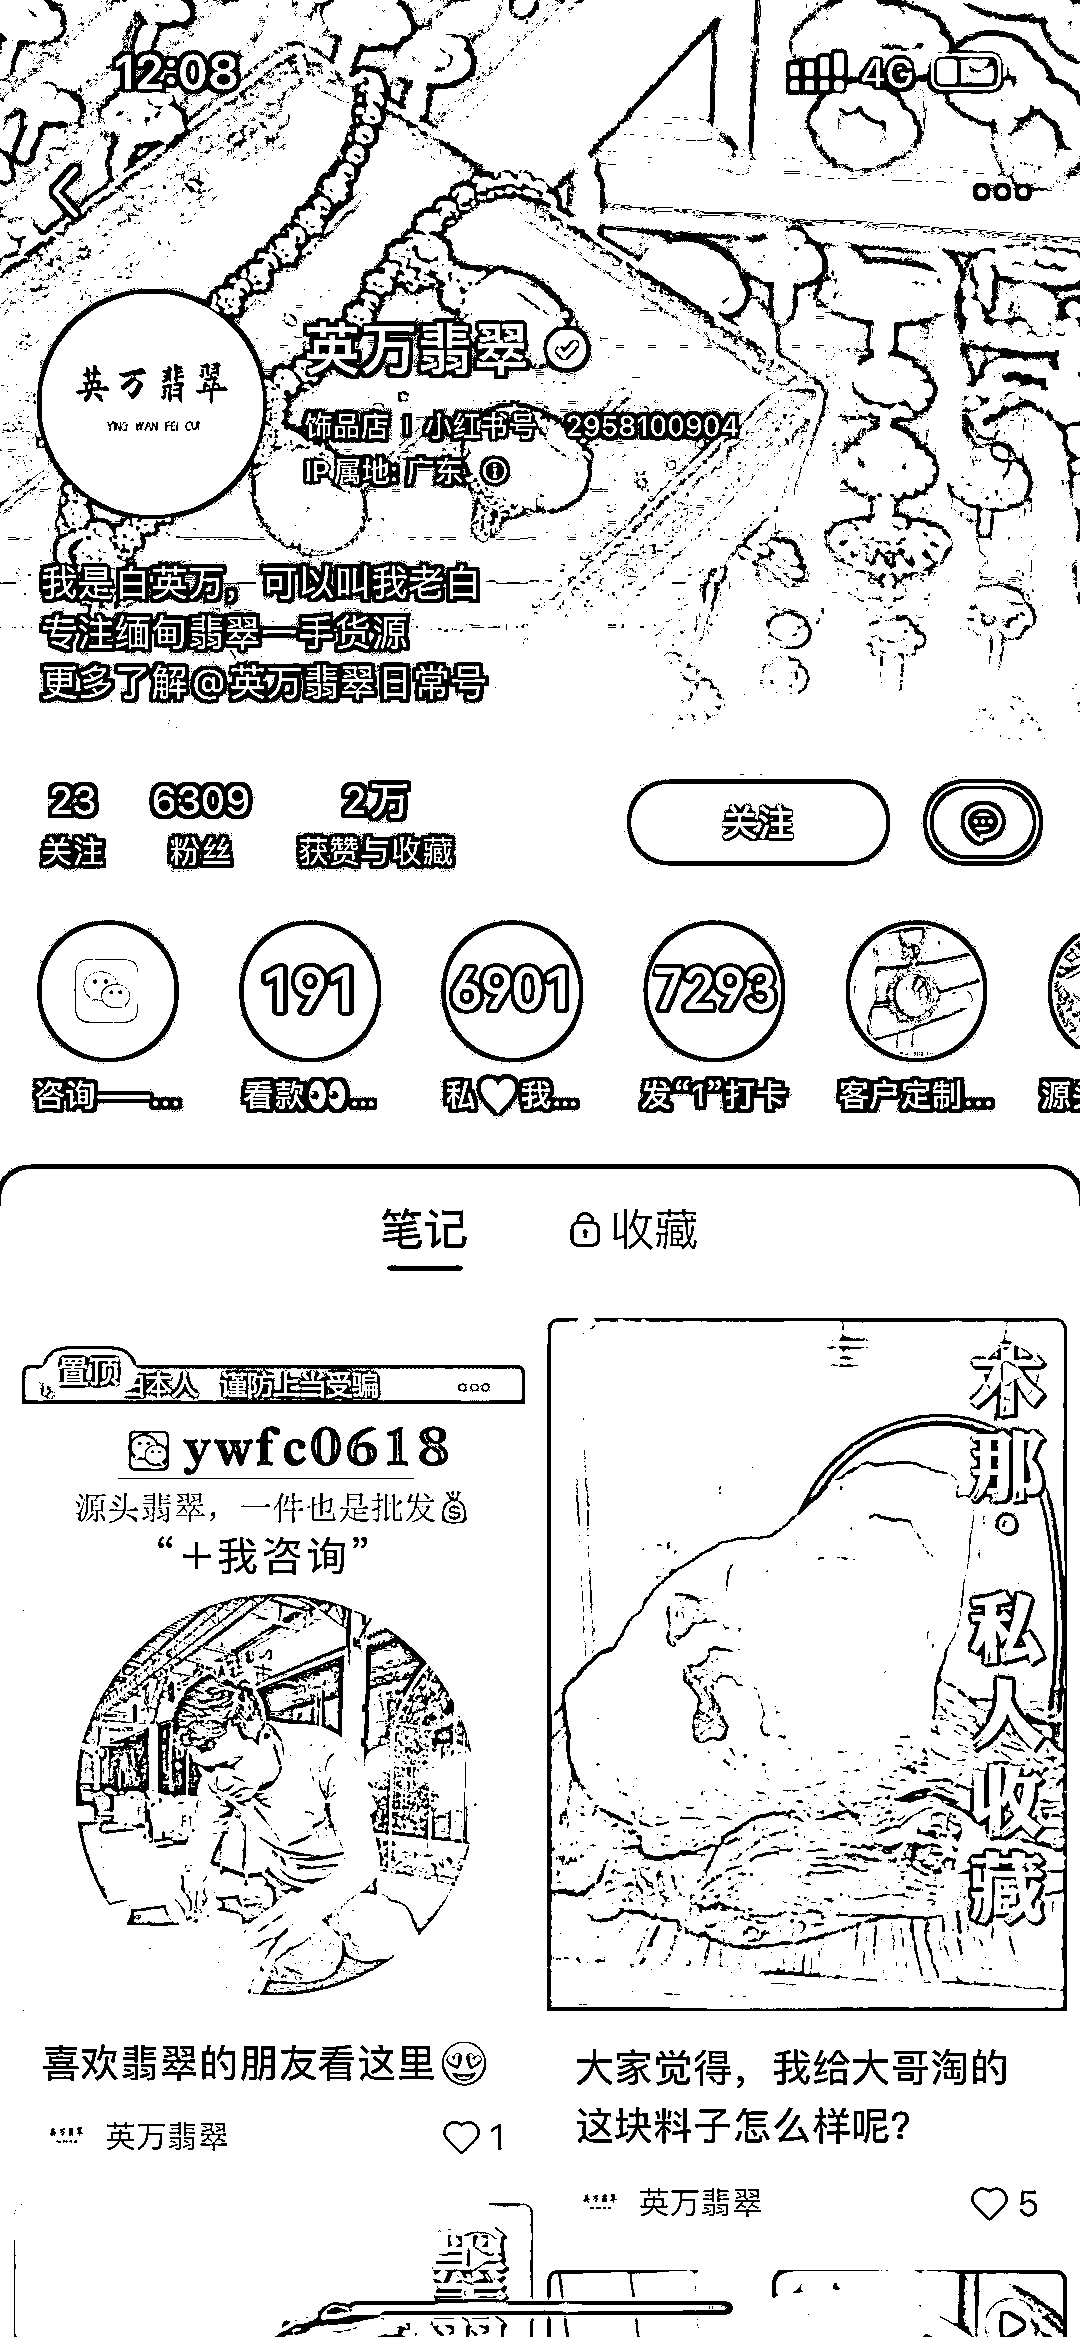 12:08
4G
英万翡翠
英万翡翠
YING WAN FEI CUI
饰品店 | 小红书号：2958100904
IP属地：广东
我是白英万，可以叫我老白
专注缅甸翡翠一手货源
更多了解@英万翡翠日常号
23 6309 2万
关注 粉丝 获赞与收藏
关注
191 6901 7293
咨询——... 看款👀... 私♡我... 发“1”打卡 客户定制... 源头
笔记 收藏
置顶
本人 谨防上当受骗
ywfc0618
源头翡翠，一件也是批发💰
“＋我咨询”
木那。私人收藏
喜欢翡翠的朋友看这里😍
英万翡翠 1
大家觉得，我给大哥淘的
这块料子怎么样呢？
英万翡翠 5